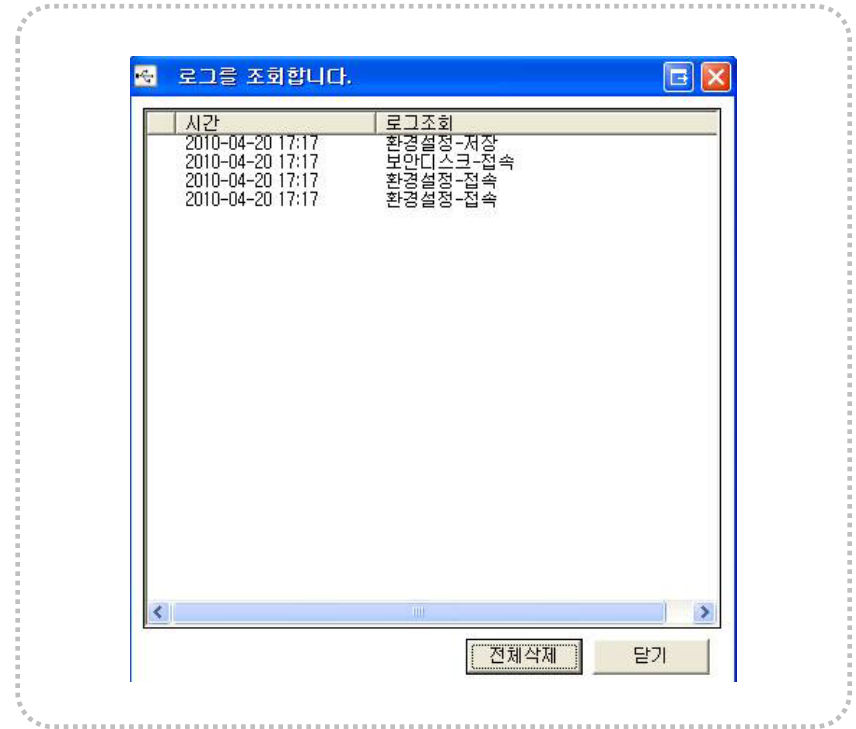 로그를 조회합니다.
시간 로그조회
2010-04-20 17:17 환경설정-저장
2010-04-20 17:17 보안디스크-접속
2010-04-20 17:17 환경설정-접속
2010-04-20 17:17 환경설정-접속
전체삭제 닫기